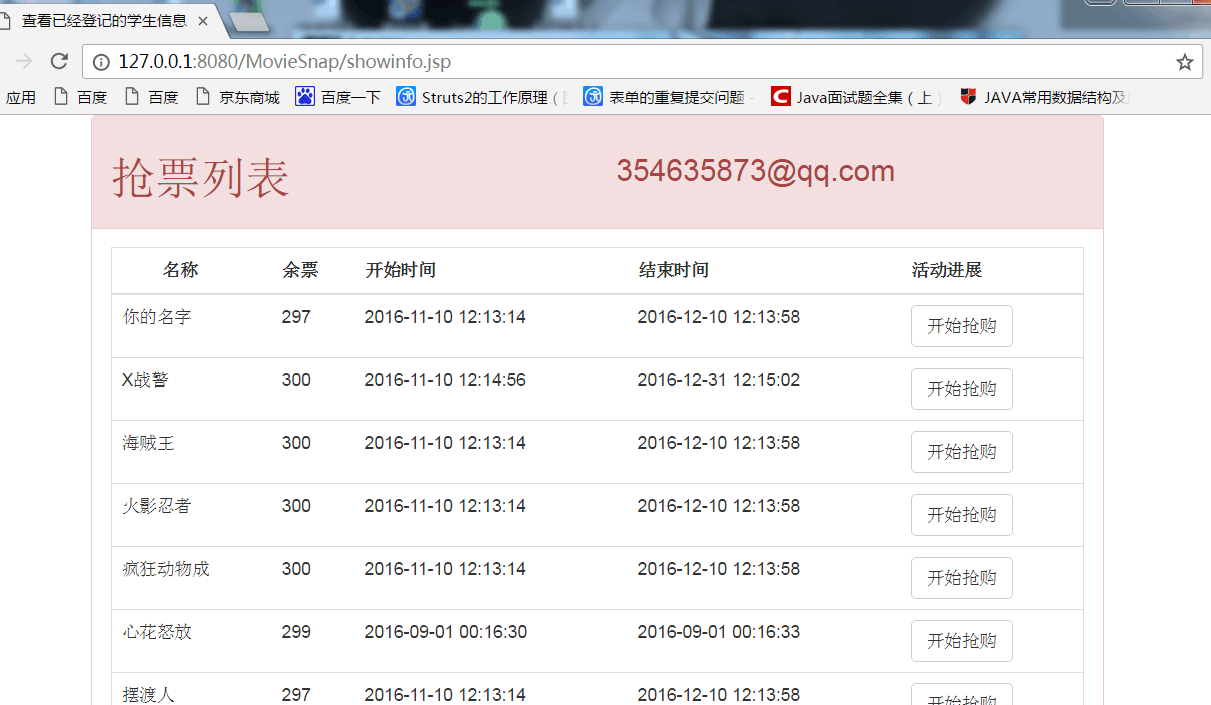 查看已经登记的学生信息
127.0.0.1:8080/MovieSnap/showinfo.jsp
应用 百度 百度 京东商城 百度一下 Struts2的工作原理 ( 表单的重复提交问题 - Java面试题全集 ( 上 ) JAVA常用数据结构及
抢票列表 354635873@qq.com
名称 余票 开始时间 结束时间 活动进展
你的名字 297 2016-11-10 12:13:14 2016-12-10 12:13:58 开始抢购
X战警 300 2016-11-10 12:14:56 2016-12-31 12:15:02 开始抢购
海贼王 300 2016-11-10 12:13:14 2016-12-10 12:13:58 开始抢购
火影忍者 300 2016-11-10 12:13:14 2016-12-10 12:13:58 开始抢购
疯狂动物成 300 2016-11-10 12:13:14 2016-12-10 12:13:58 开始抢购
心花怒放 299 2016-09-01 00:16:30 2016-09-01 00:16:33 开始抢购
摆渡人 297 2016-11-10 12:13:14 2016-12-10 12:13:58 开始抢购